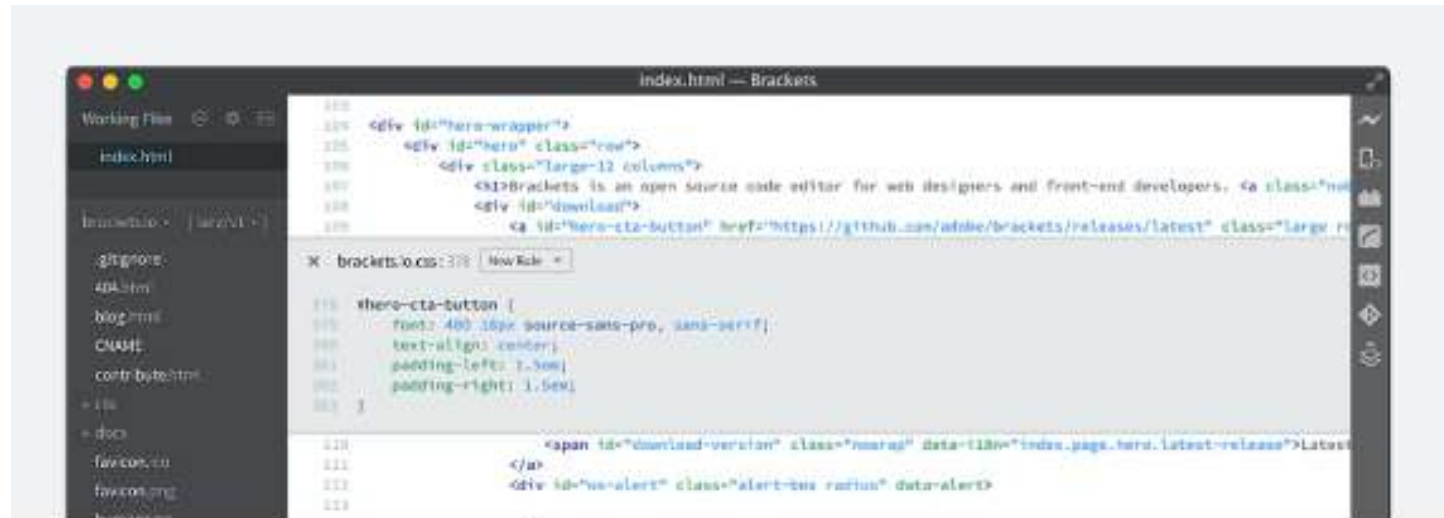 index.html — Brackets
Working Files
index.html
.gitignore
404.html
blog.html
CNAME
contribute.html
docs
favicon.ico
favicon.png
<div id="hero-wrapper">
<div id="hero" class="row">
<div class="large-12 columns">
<h1>Brackets is an open source code editor for web designers and front-end developers. <a class=
<div id="download">
<a id="hero-cta-button" href="https://github.com/adobe/brackets/releases/latest" class="large
× brackets.io.css : 378 New Rule
#hero-cta-button {
font: 400 18px source-sans-pro, sans-serif;
text-align: center;
padding-left: 1.5em;
padding-right: 1.5em;
}
110 <span id="download-version" class="nowrap" data-i18n="index.page.hero.latest-release">Latest
111 </a>
112 <div id="os-alert" class="alert-box radius" data-alert>
113